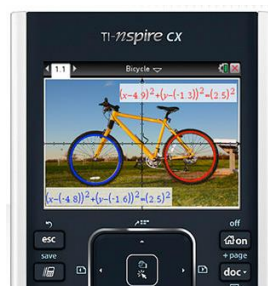 TI-nspire CX
1.1 Bicycle
(x-4.9)²+(y-(-1.3))²=(2.5)²
(x-(-4.8))²+(y-(-1.6))²=(2.5)²
off
esc
on
save
+page
doc